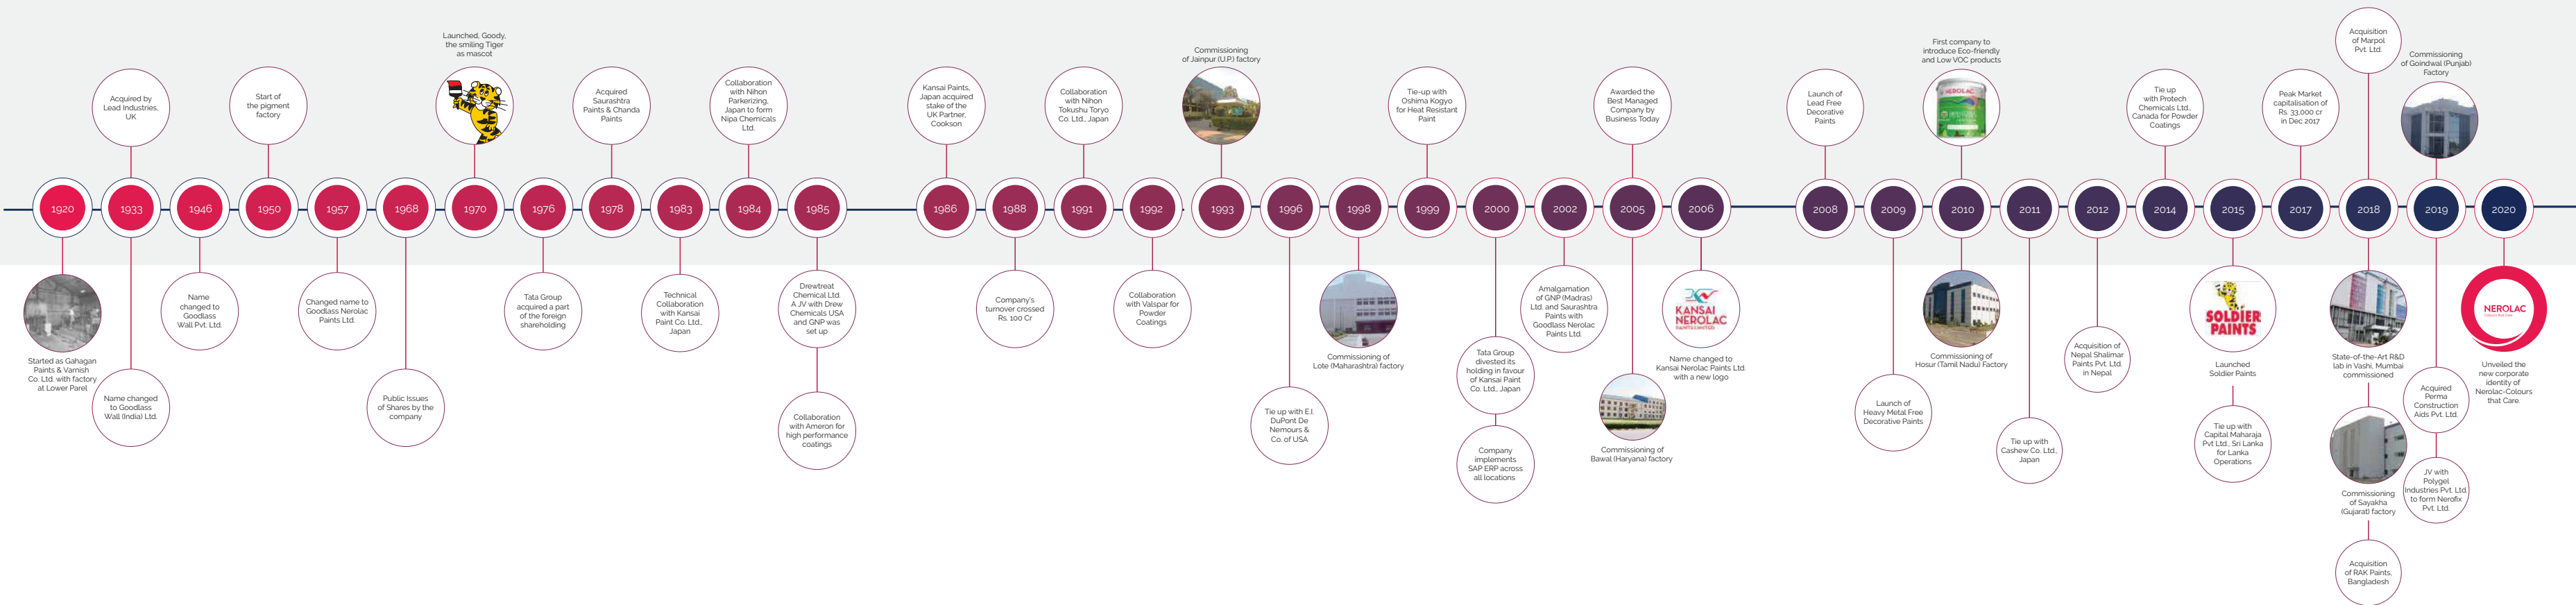 1920
Started as Gahagan
Paints & Varnish
Co. Ltd. with factory
at Lower Parel
Acquired by
Lead Industries,
UK
1933
Name changed
to Goodlass
Wall (India) Ltd.
1946
Name
changed to
Goodlass
Wall Pvt. Ltd.
Start of
the pigment
factory
1950
1957
Changed name to
Goodlass Nerolac
Paints Ltd.
1968
Public Issues
of Shares by the
company
Launched, Goody,
the smiling Tiger
as mascot
1970
1976
Tata Group
acquired a part
of the foreign
shareholding
Acquired
Saurashtra
Paints & Chanda
Paints
1978
1983
Technical
Collaboration
with Kansai
Paint Co. Ltd.,
Japan
Collaboration
with Nihon
Parkerizing,
Japan to form
Nipa Chemicals
Ltd.
1984
1985
Drewtreat
Chemical Ltd.
A JV with Drew
Chemicals USA
and GNP was
set up
Collaboration
with Ameron for
high performance
coatings
Kansai Paints,
Japan acquired
stake of the
UK Partner,
Cookson
1986
1988
Company's
turnover crossed
Rs. 100 Cr
Collaboration
with Nihon
Tokushu Toryo
Co. Ltd., Japan
1991
1992
Collaboration
with Valspar for
Powder
Coatings
Commissioning
of Jainpur (U.P.) factory
1993
1996
Tie up with E.I.
DuPont De
Nemours &
Co. of USA
1998
Commissioning of
Lote (Maharashtra) factory
Tie-up with
Oshima Kogyo
for Heat Resistant
Paint
1999
2000
Tata Group
divested its
holding in favour
of Kansai Paint
Co. Ltd., Japan
Company
implements
SAP ERP across
all locations
2002
Amalgamation
of GNP (Madras)
Ltd. and Saurashtra
Paints with
Goodlass Nerolac
Paints Ltd.
Awarded the
Best Managed
Company by
Business Today
2005
Commissioning of
Bawal (Haryana) factory
2006
KANSAI
NEROLAC
PAINTS LIMITED
Name changed to
Kansai Nerolac Paints Ltd.
with a new logo
Launch of
Lead Free
Decorative
Paints
2008
2009
Launch of
Heavy Metal Free
Decorative Paints
First company to
introduce Eco-friendly
and Low VOC products
NEROLAC
2010
Commissioning of
Hosur (Tamil Nadu) Factory
2011
Tie up with
Cashew Co. Ltd.,
Japan
2012
Acquisition of
Nepal Shalimar
Paints Pvt. Ltd.
in Nepal
Tie up
with Protech
Chemicals Ltd.,
Canada for Powder
Coatings
2014
2015
SOLDIER
PAINTS
Launched
Soldier Paints
Tie up with
Capital Maharaja
Pvt Ltd., Sri Lanka
for Lanka
Operations
Peak Market
capitalisation of
Rs. 33,000 cr
in Dec 2017
2017
Acquisition
of Marpol
Pvt. Ltd.
2018
State-of-the-Art R&D
lab in Vashi, Mumbai
commissioned
Commissioning
of Sayakha
(Gujarat) factory
Acquisition
of RAK Paints,
Bangladesh
Commissioning
of Goindwal (Punjab)
Factory
2019
Acquired
Perma
Construction
Aids Pvt. Ltd.
JV with
Polygel
Industries Pvt. Ltd.
to form Nerofix
Pvt. Ltd.
2020
NEROLAC
Unveiled the
new corporate
identity of
Nerolac-Colours
that Care.